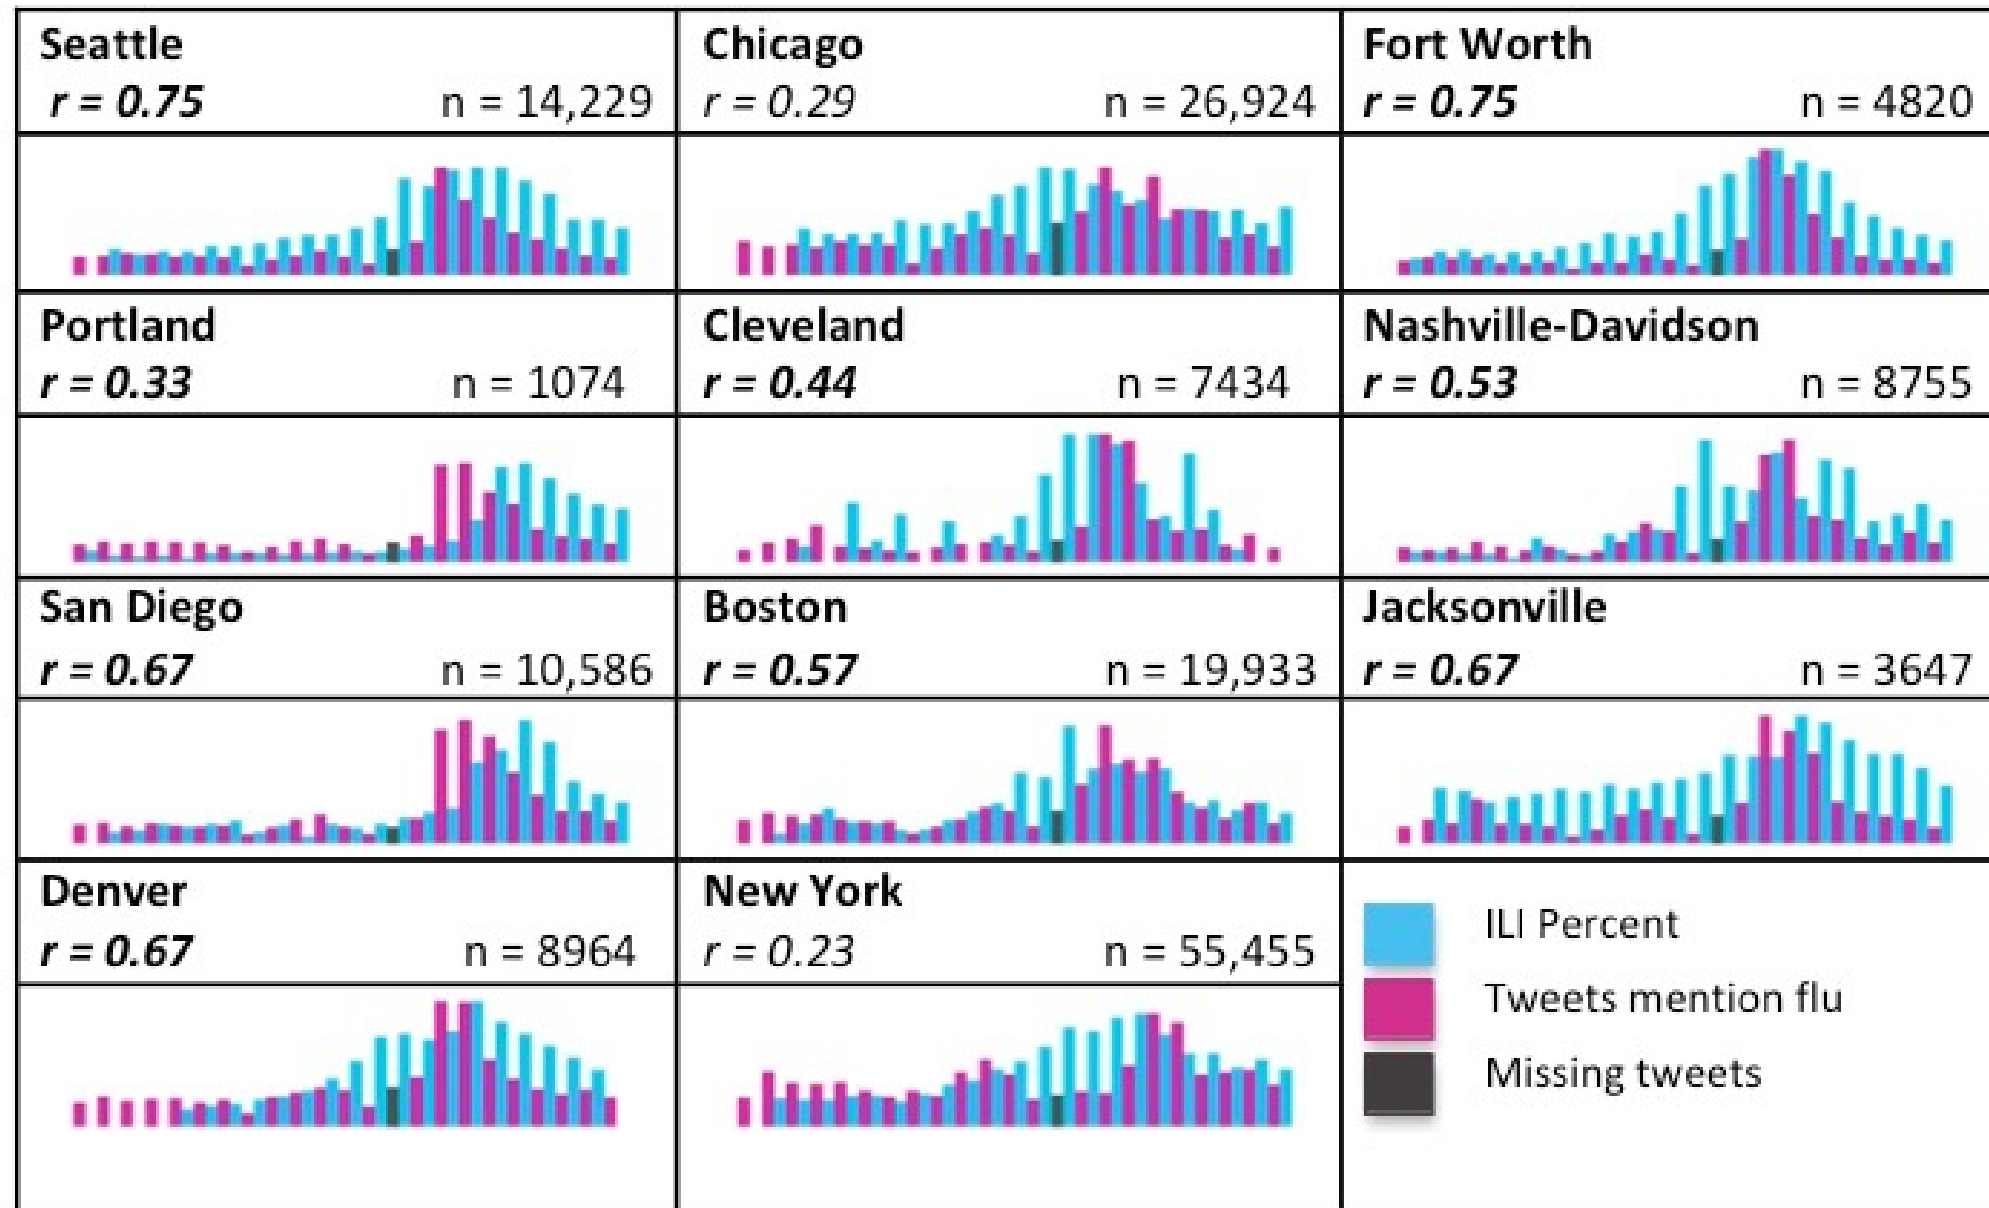 Seattle
r = 0.75 n = 14,229
Chicago
r = 0.29 n = 26,924
Fort Worth
r = 0.75 n = 4820
Portland
r = 0.33 n = 1074
Cleveland
r = 0.44 n = 7434
Nashville-Davidson
r = 0.53 n = 8755
San Diego
r = 0.67 n = 10,586
Boston
r = 0.57 n = 19,933
Jacksonville
r = 0.67 n = 3647
Denver
r = 0.67 n = 8964
New York
r = 0.23 n = 55,455
ILI Percent
Tweets mention flu
Missing tweets